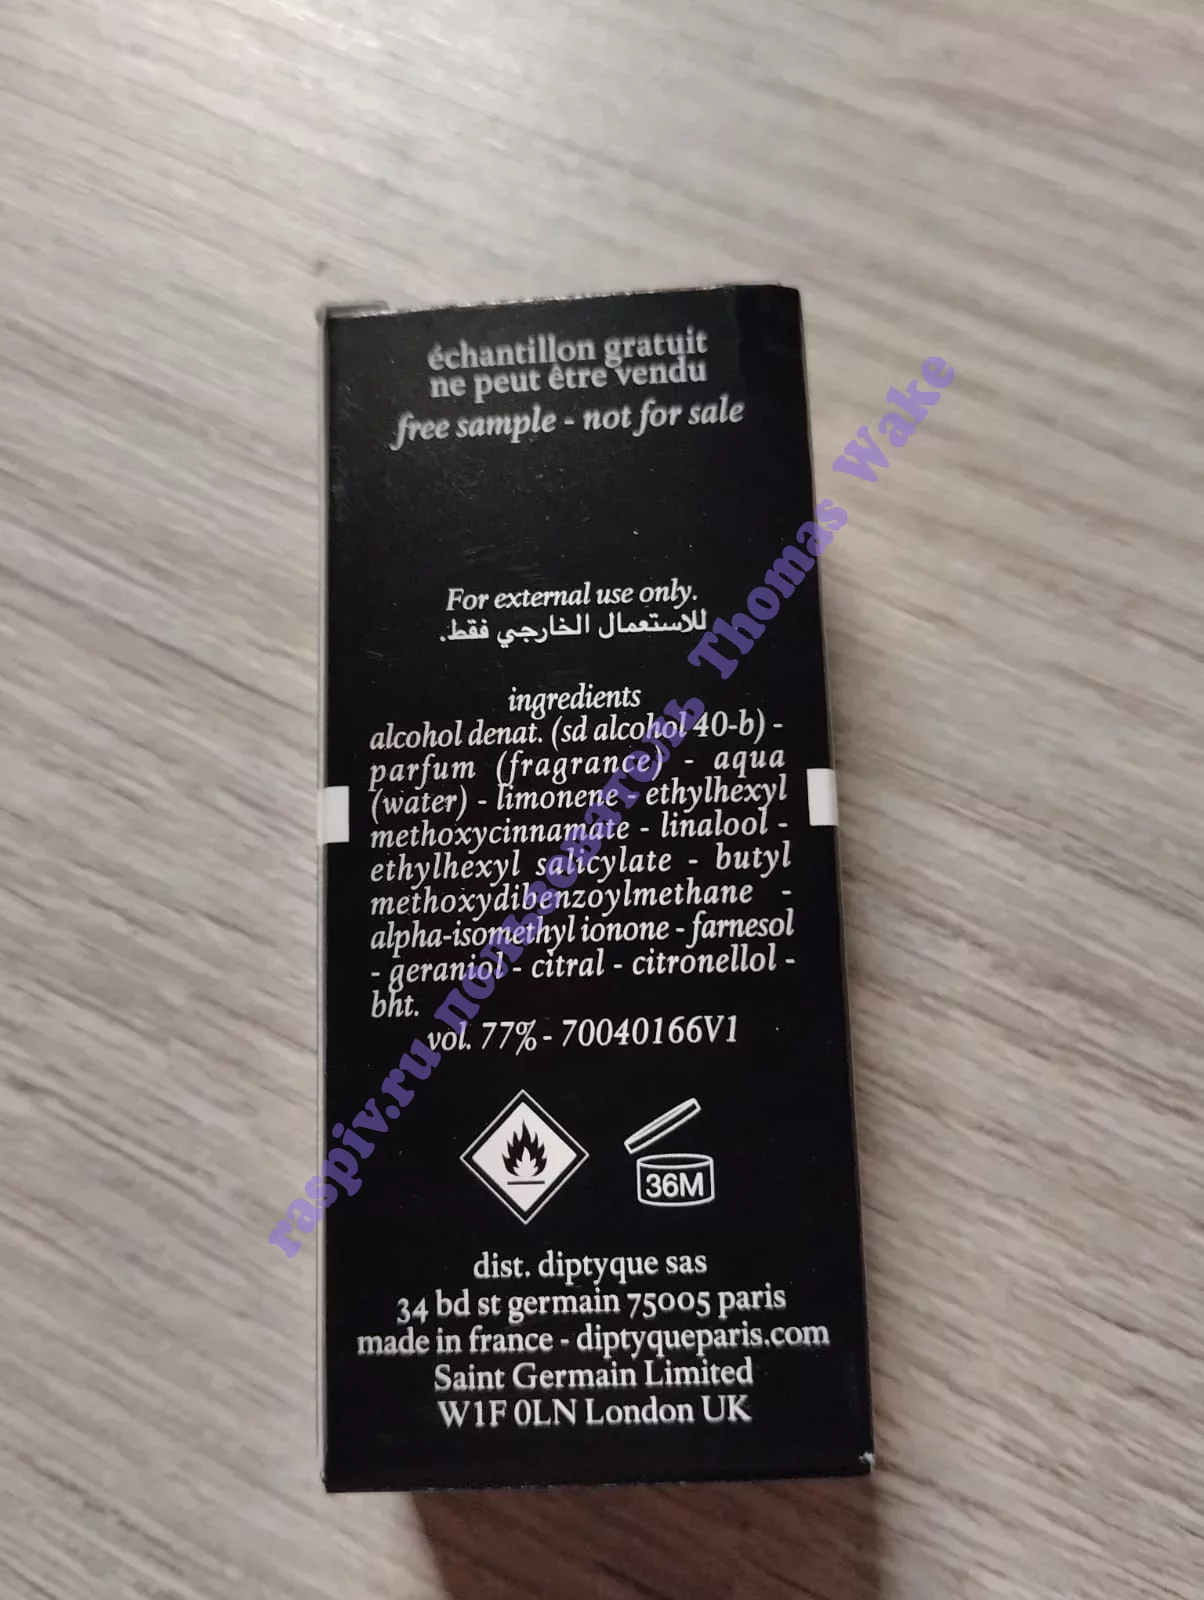 échantillon gratuit
ne peut être vendu
free sample - not for sale
For external use only.
للاستعمال الخارجي فقط.
ingredients
alcohol denat. (sd alcohol 40-b) -
parfum (fragrance) - aqua
(water) - limonene - ethylhexyl
methoxycinnamate - linalool -
ethylhexyl salicylate - butyl
methoxydibenzoylmethane -
alpha-isomethyl ionone - farnesol
- geraniol - citral - citronellol -
bht.
vol. 77% - 70040166V1
36M
dist. diptyque sas
34 bd st germain 75005 paris
made in france - diptyqueparis.com
Saint Germain Limited
W1F 0LN London UK
raspiv.ru пользователь Thomas Wake